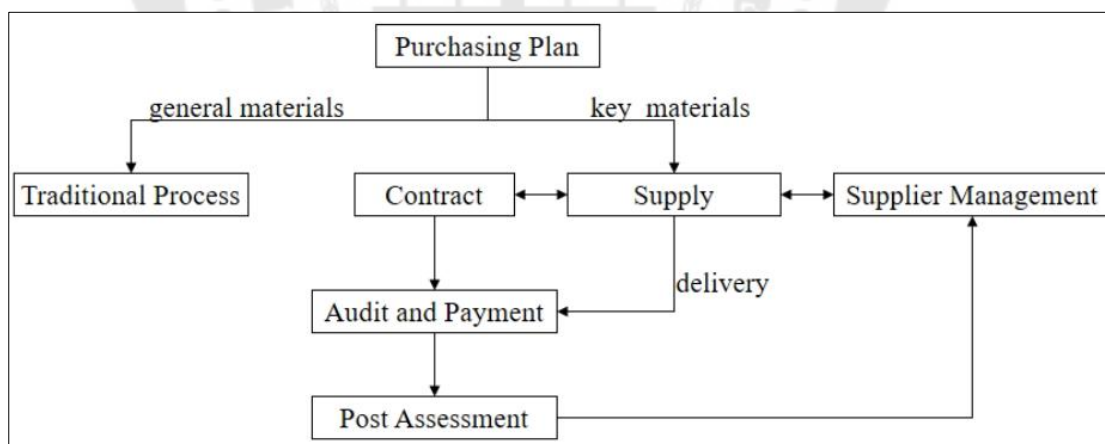 Purchasing Plan
general materials
key materials
Traditional Process
Contract
Supply
Supplier Management
delivery
Audit and Payment
Post Assessment